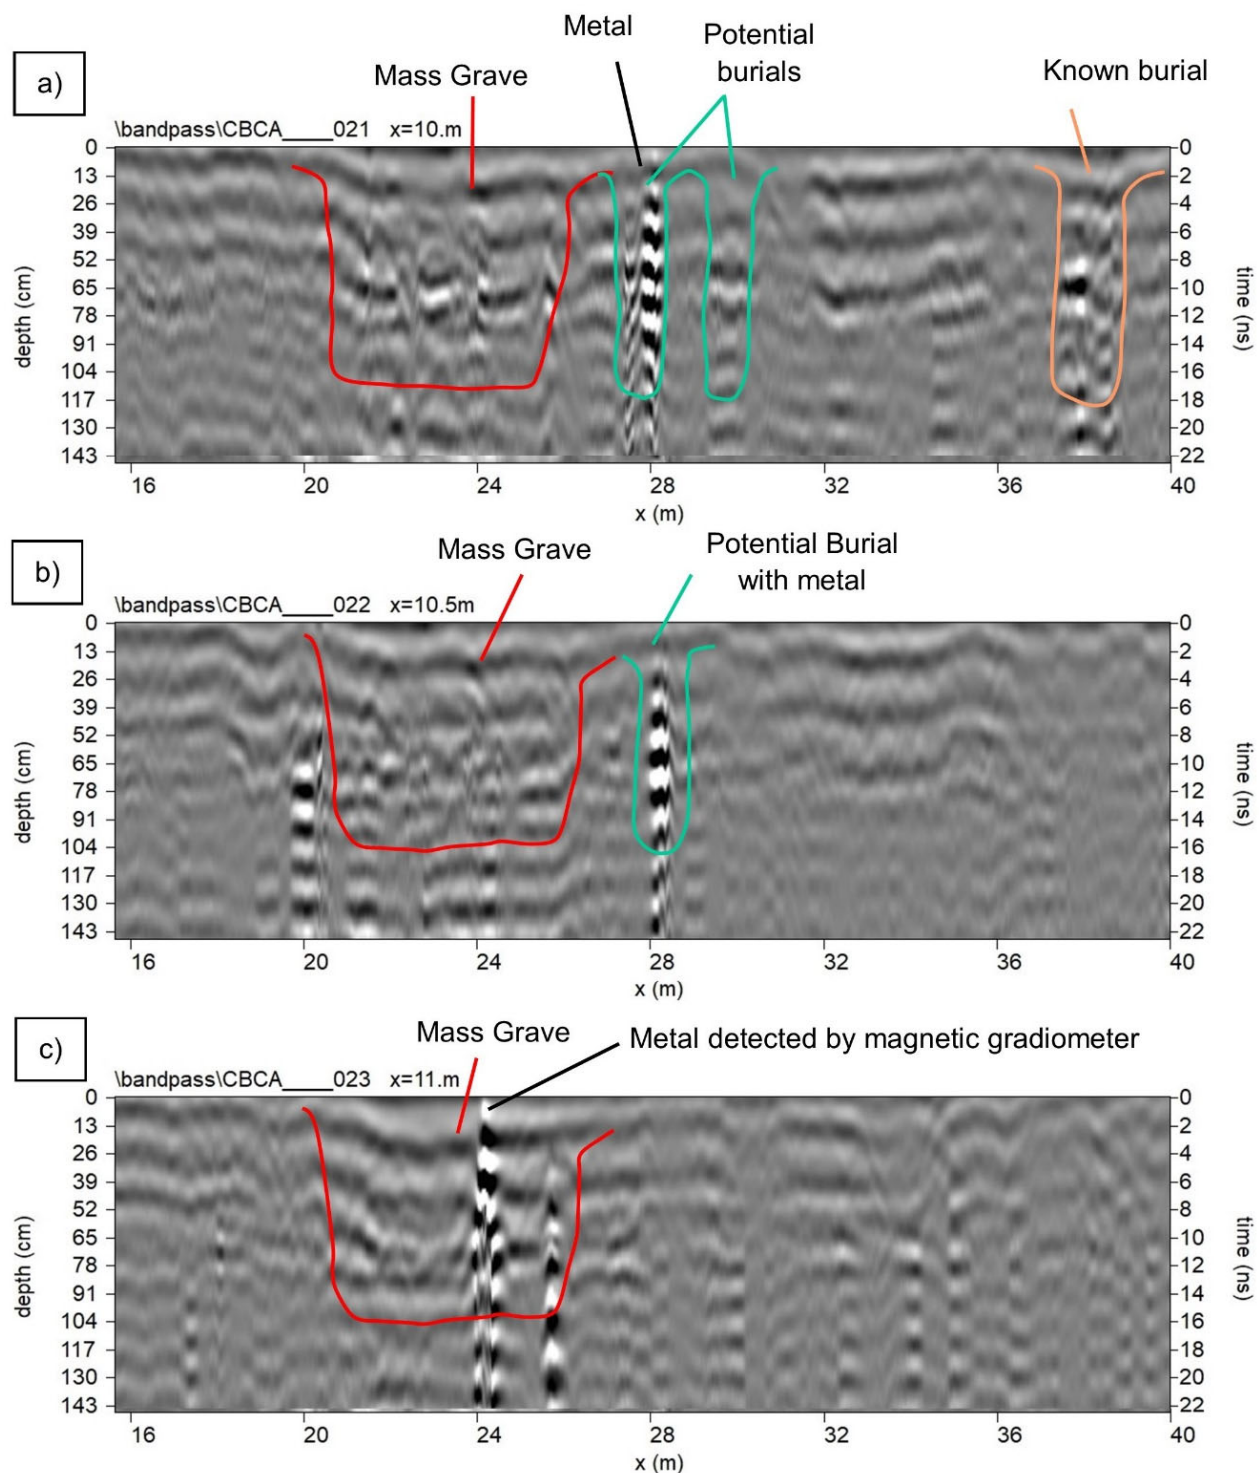 a)
Metal
Potential
burials
Mass Grave
Known burial
\bandpass\CBCA_____021 x=10.m
depth (cm)
0
13
26
39
52
65
78
91
104
117
130
143
0
2
4
6
8
10
12
14
16
18
20
22
time (ns)
16 20 24 28 32 36 40
x (m)
b)
Mass Grave
Potential Burial
with metal
\bandpass\CBCA_____022 x=10.5m
depth (cm)
0
13
26
39
52
65
78
91
104
117
130
143
0
2
4
6
8
10
12
14
16
18
20
22
time (ns)
16 20 24 28 32 36 40
x (m)
c)
Mass Grave
Metal detected by magnetic gradiometer
\bandpass\CBCA_____023 x=11.m
depth (cm)
0
13
26
39
52
65
78
91
104
117
130
143
0
2
4
6
8
10
12
14
16
18
20
22
time (ns)
16 20 24 28 32 36 40
x (m)